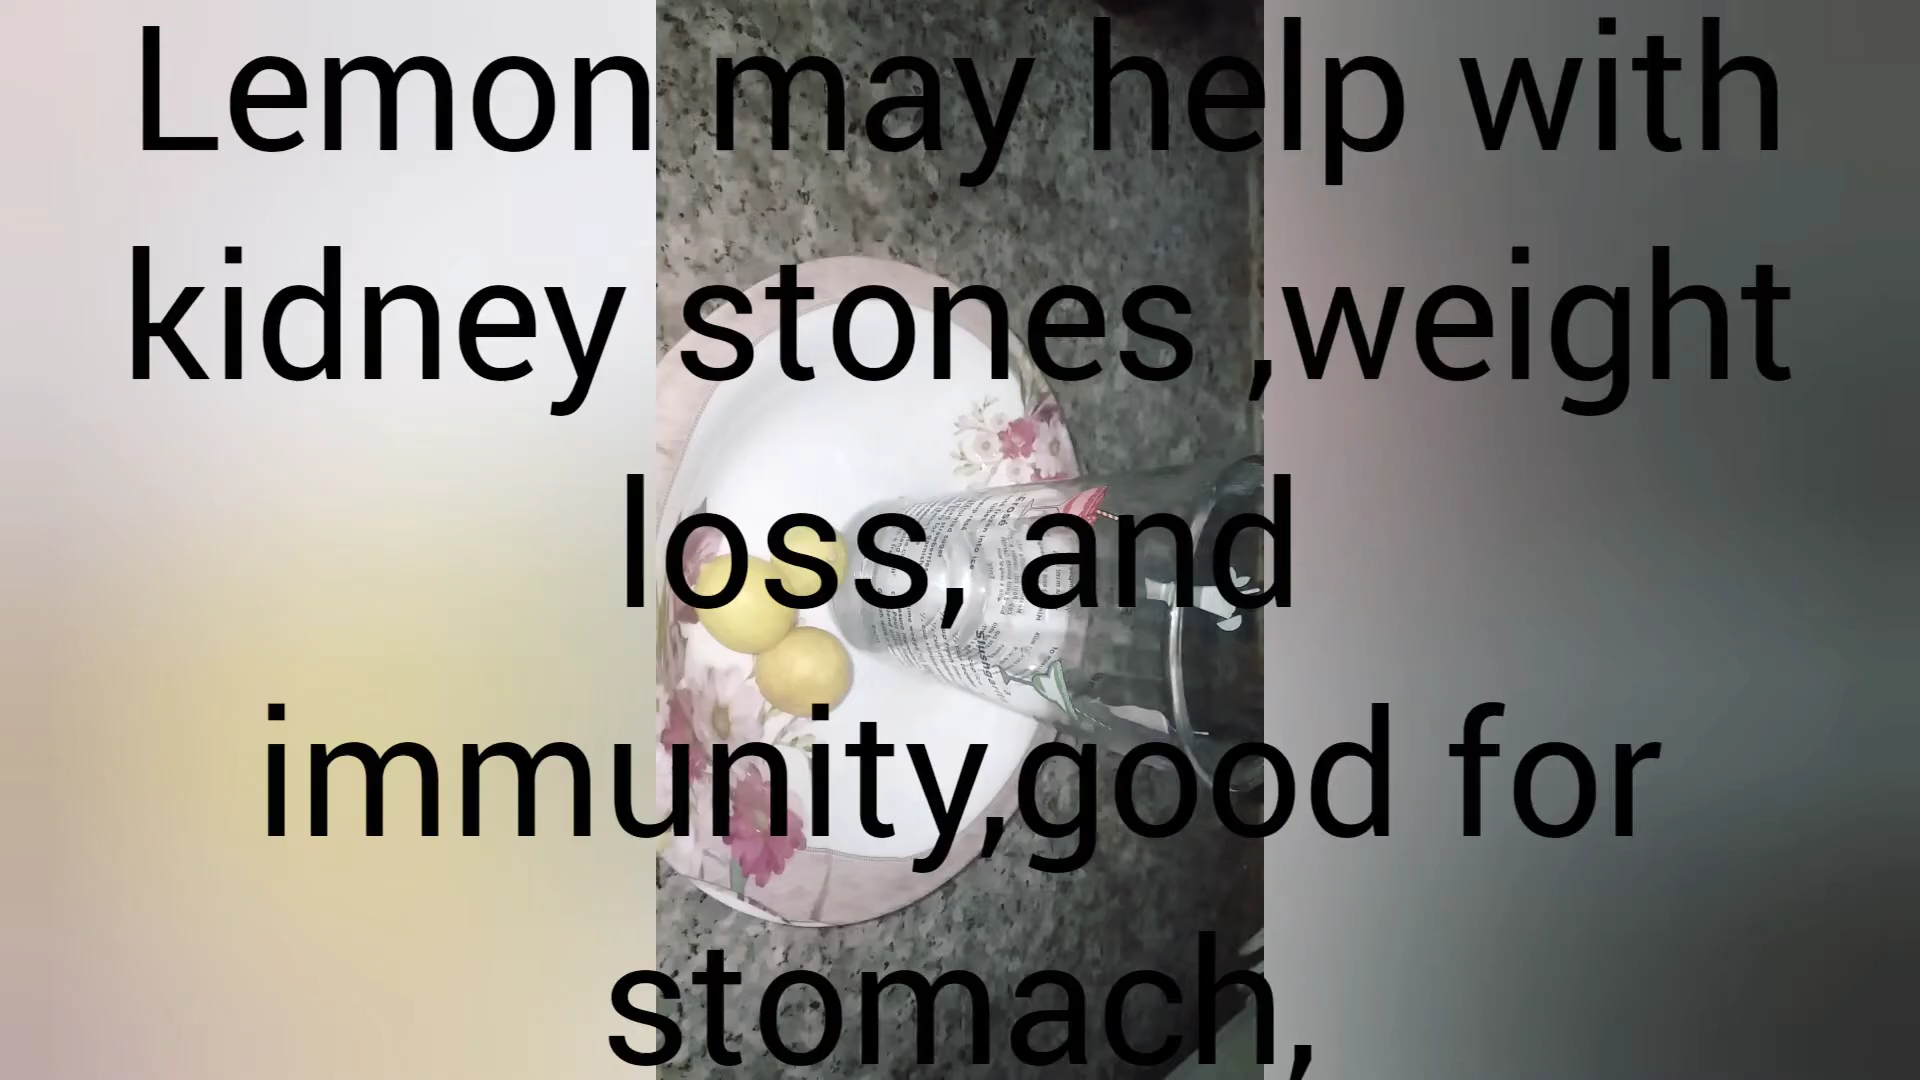 Lemon may help with
kidney stones ,weight
loss, and
immunity,good for
stomach,